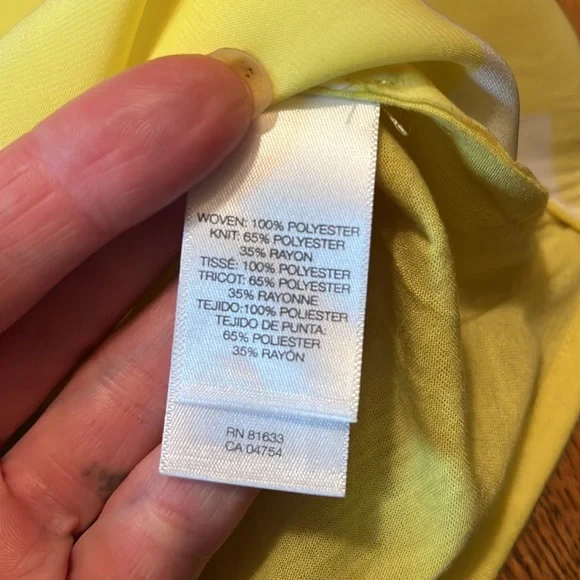 WOVEN: 100% POLYESTER
KNIT: 65% POLYESTER
35% RAYON
TISSÉ: 100% POLYESTER
TRICOT: 65% POLYESTER
35% RAYONNE
TEJIDO:100% POLIESTER
TEJIDO DE PUNTA:
65% POLIESTER
35% RAYÓN
RN 81633
CA 04754